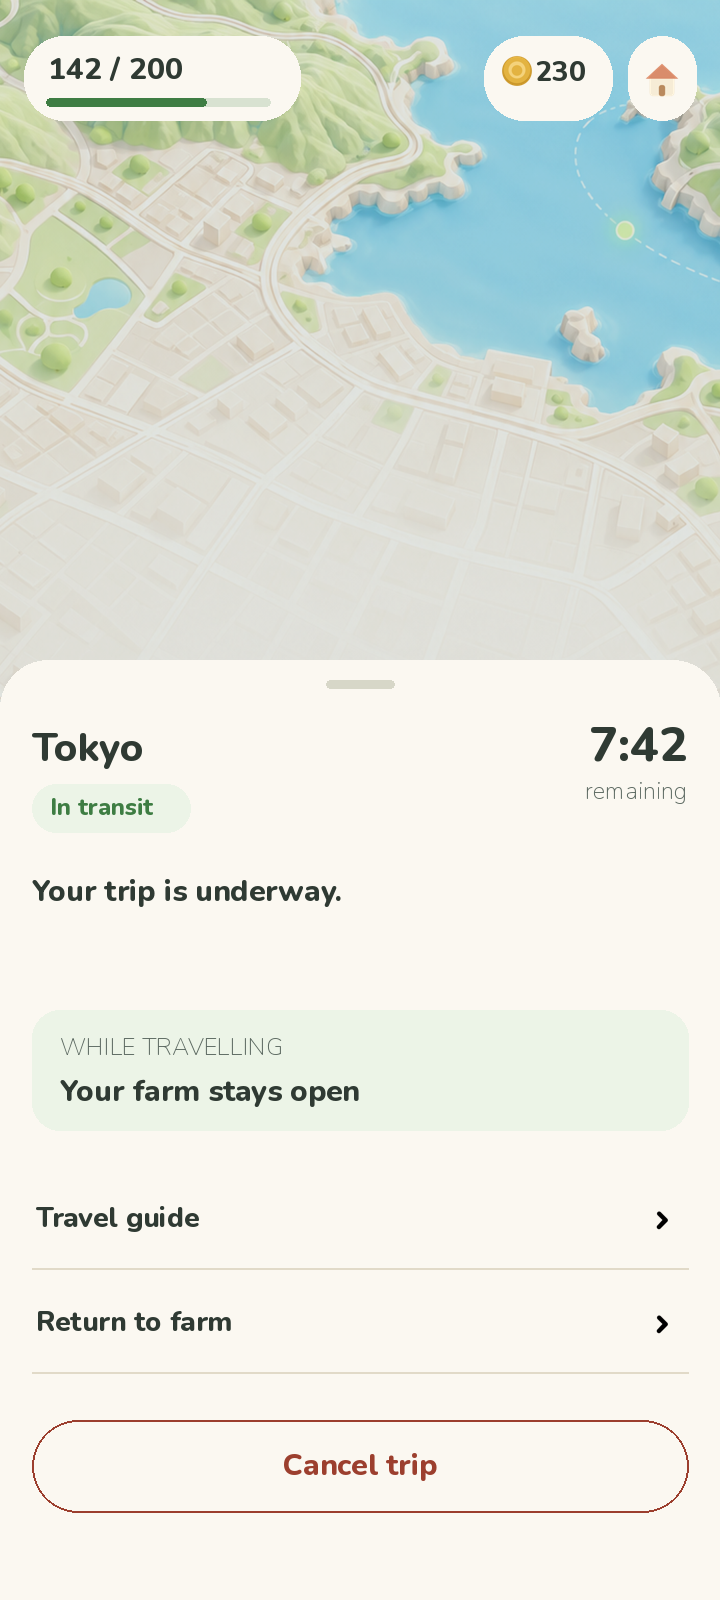 142 / 200
230
Tokyo
7:42
In transit
remaining
Your trip is underway.
WHILE TRAVELLING
Your farm stays open
Travel guide
Return to farm
Cancel trip